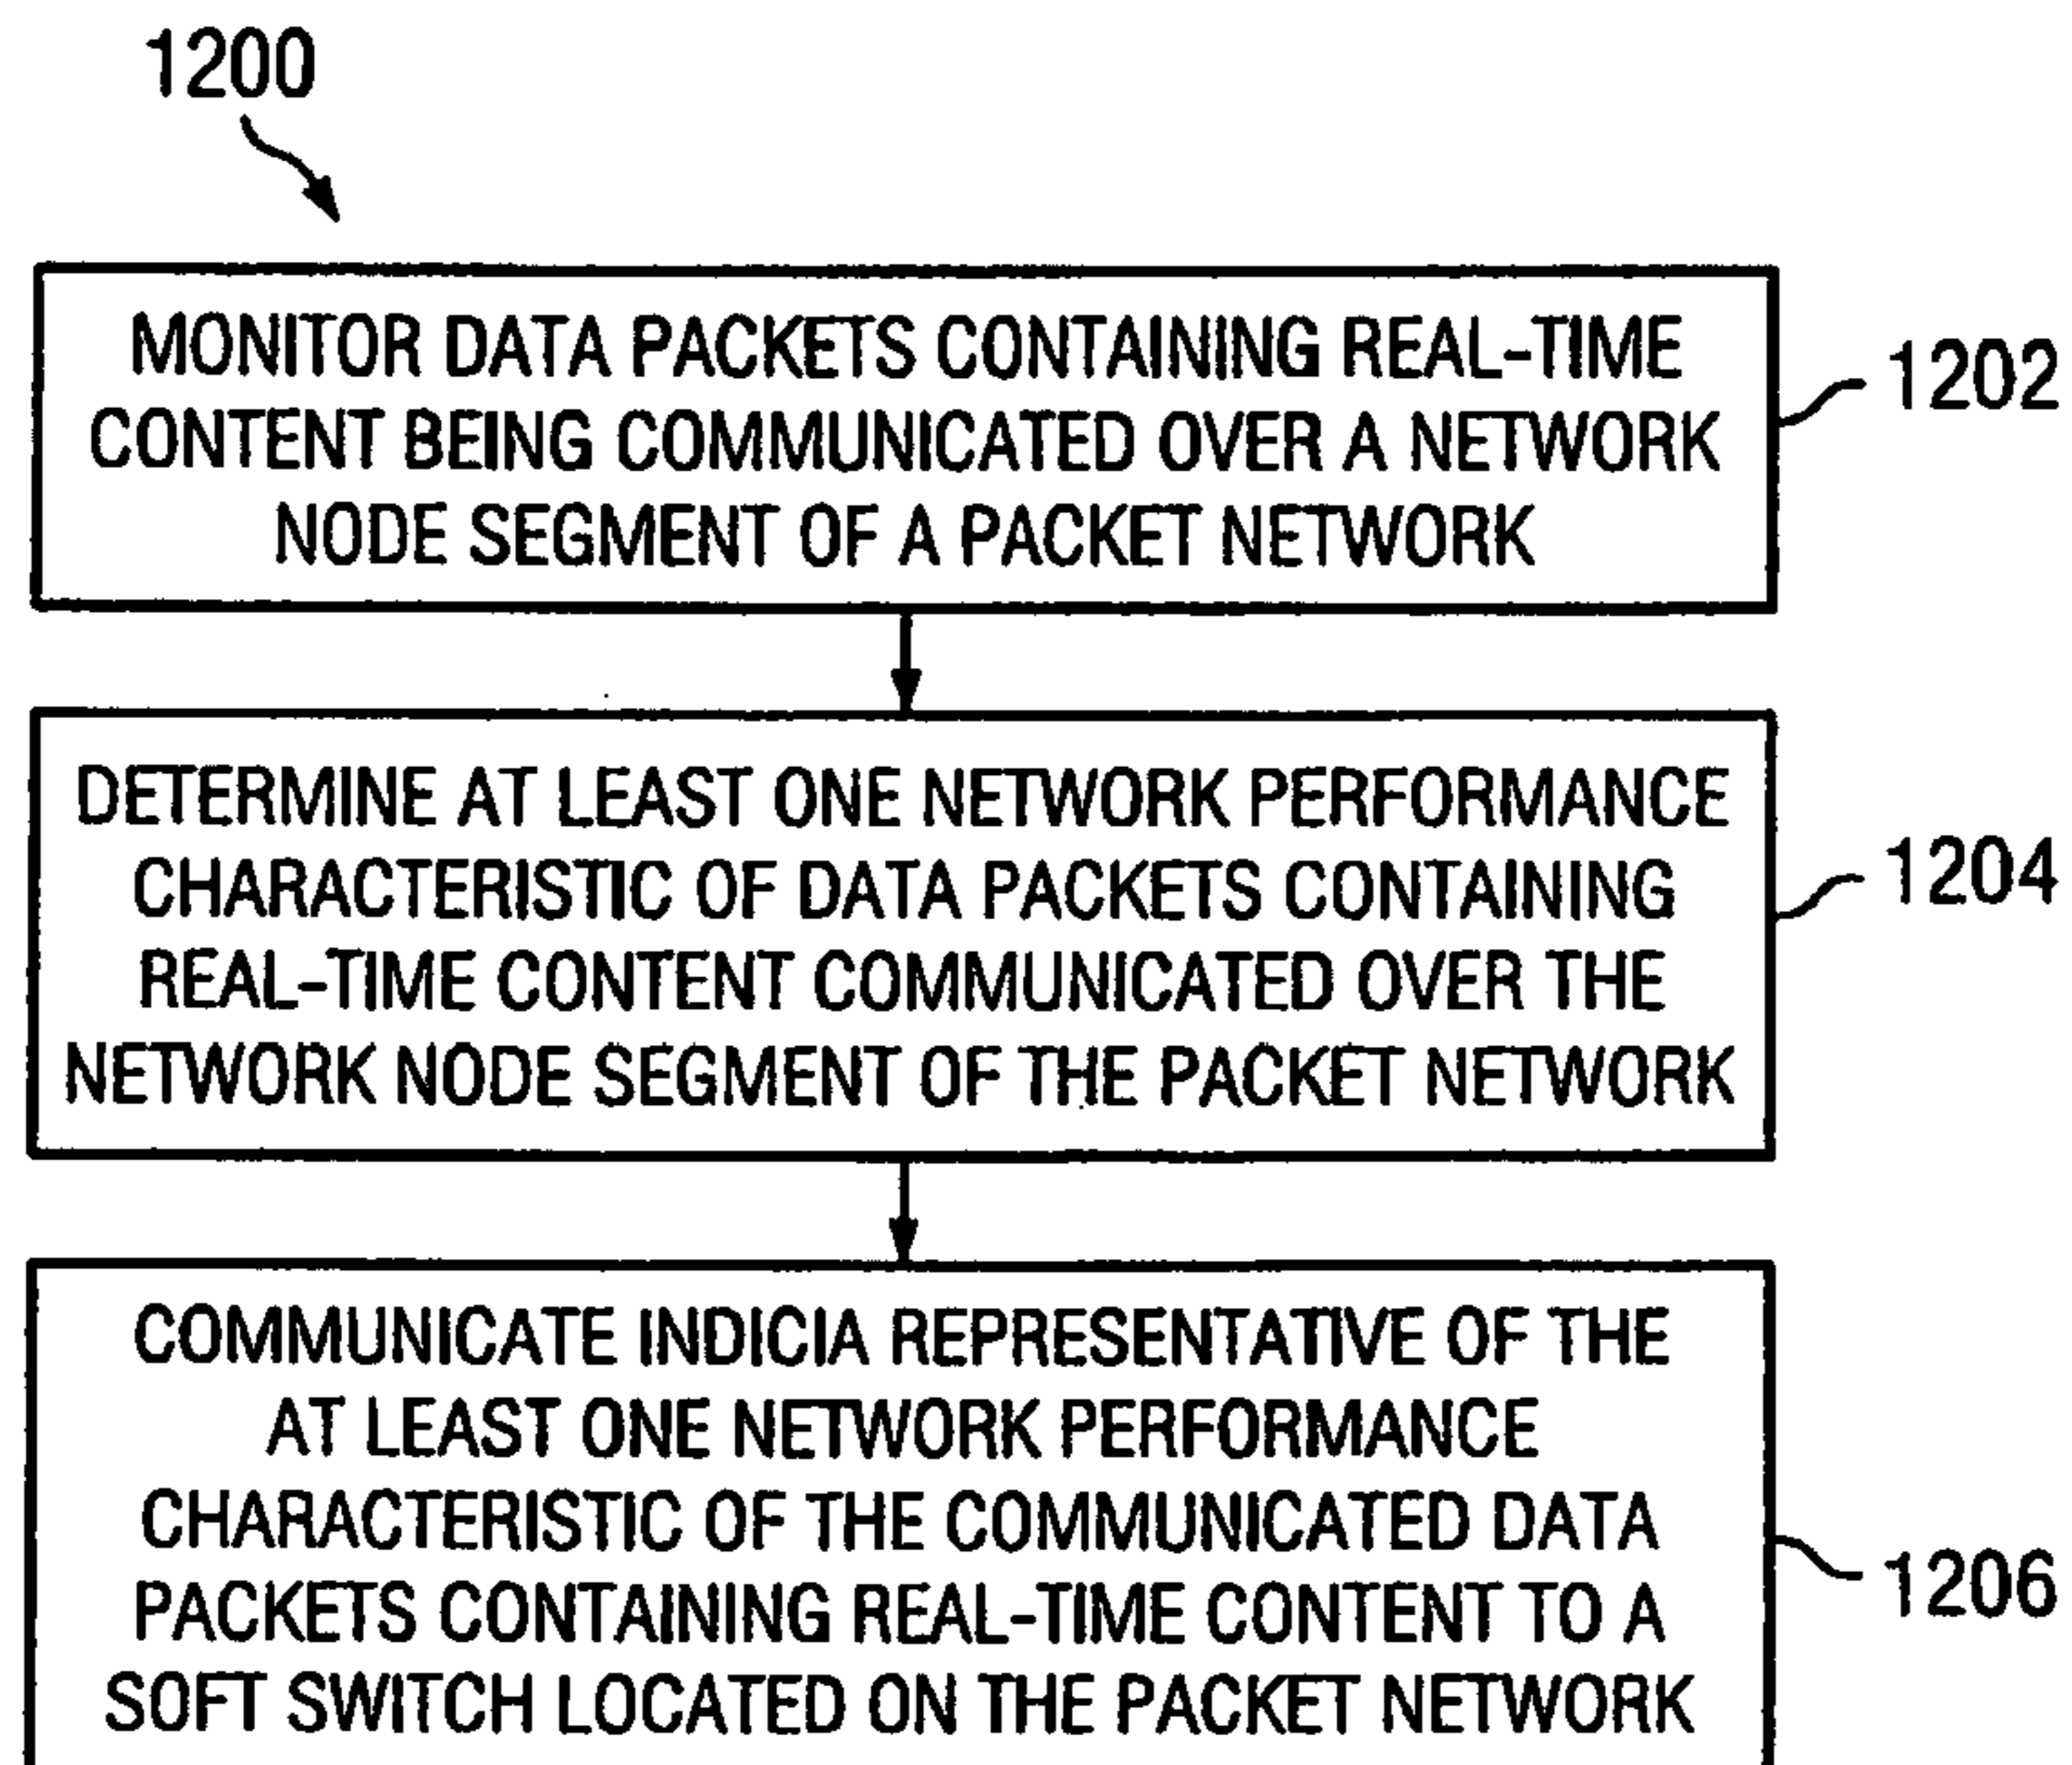 1200
MONITOR DATA PACKETS CONTAINING REAL-TIME
CONTENT BEING COMMUNICATED OVER A NETWORK
NODE SEGMENT OF A PACKET NETWORK
1202
DETERMINE AT LEAST ONE NETWORK PERFORMANCE
CHARACTERISTIC OF DATA PACKETS CONTAINING
REAL-TIME CONTENT COMMUNICATED OVER THE
NETWORK NODE SEGMENT OF THE PACKET NETWORK
1204
COMMUNICATE INDICIA REPRESENTATIVE OF THE
AT LEAST ONE NETWORK PERFORMANCE
CHARACTERISTIC OF THE COMMUNICATED DATA
PACKETS CONTAINING REAL-TIME CONTENT TO A
SOFT SWITCH LOCATED ON THE PACKET NETWORK
1206